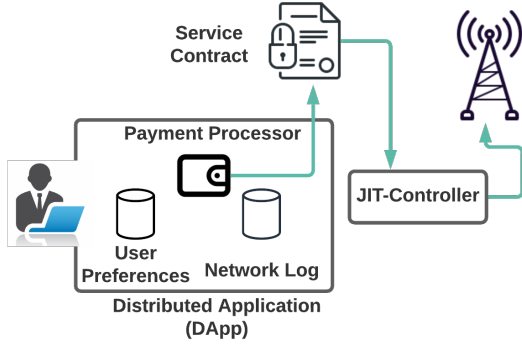 Service
Contract
Payment Processor
JIT-Controller
User
Preferences
Network Log
Distributed Application
(DApp)